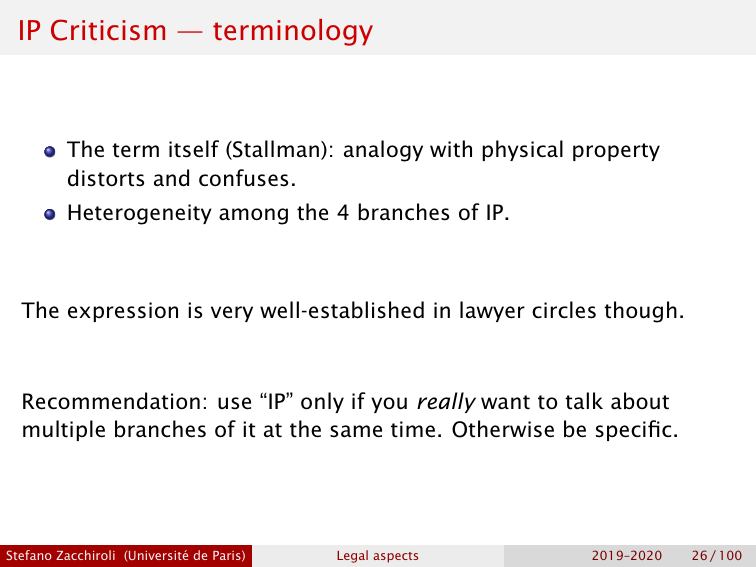 IP Criticism — terminology
The term itself (Stallman): analogy with physical property
distorts and confuses.
Heterogeneity among the 4 branches of IP.
The expression is very well-established in lawyer circles though.
Recommendation: use “IP” only if you really want to talk about
multiple branches of it at the same time. Otherwise be specific.
Stefano Zacchiroli (Université de Paris) Legal aspects 2019–2020 26 / 100